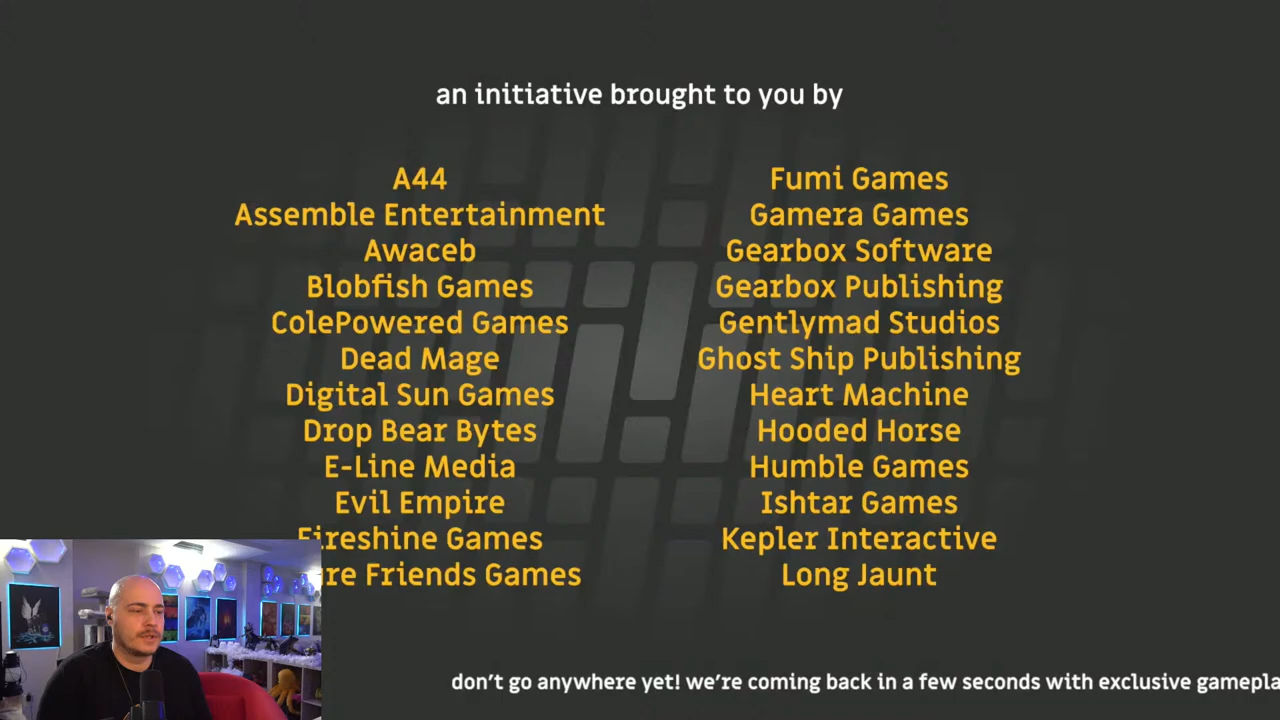 an initiative brought to you by
A44
Assemble Entertainment
Awaceb
Blobfish Games
ColePowered Games
Dead Mage
Digital Sun Games
Drop Bear Bytes
E-Line Media
Evil Empire
Fireshine Games
Friends Games
Fumi Games
Gamera Games
Gearbox Software
Gearbox Publishing
Gentlymad Studios
Ghost Ship Publishing
Heart Machine
Hooded Horse
Humble Games
Ishtar Games
Kepler Interactive
Long Jaunt
don't go anywhere yet! we're coming back in a few seconds with exclusive